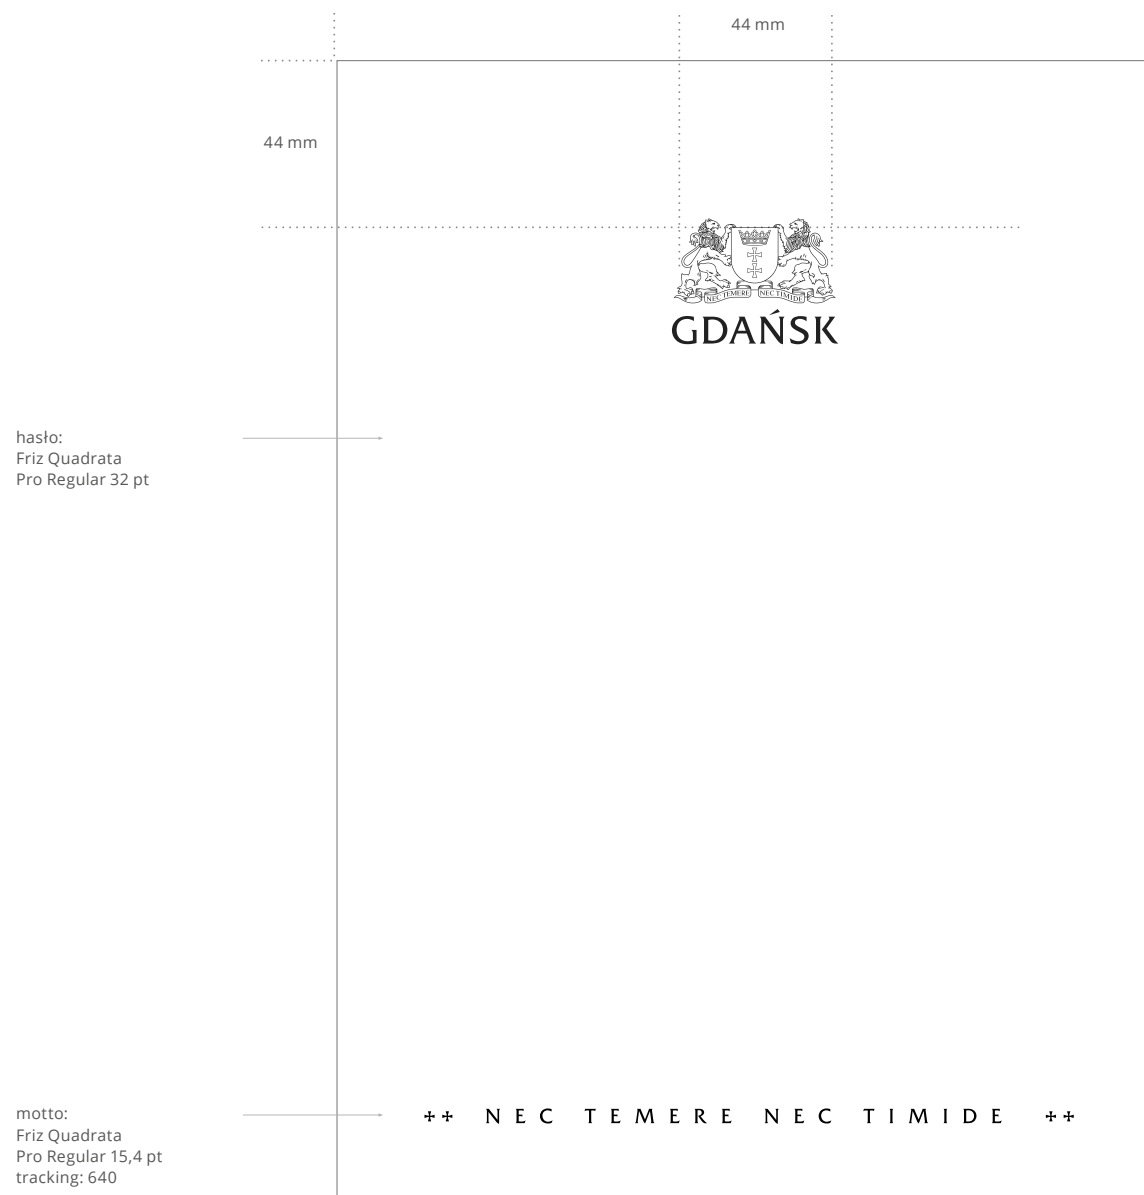 44 mm
44 mm
NEC TEMERE NEC TIMIDE
GDAŃSK
hasło:
Friz Quadrata
Pro Regular 32 pt
motto:
Friz Quadrata
Pro Regular 15,4 pt
tracking: 640
NEC TEMERE NEC TIMIDE